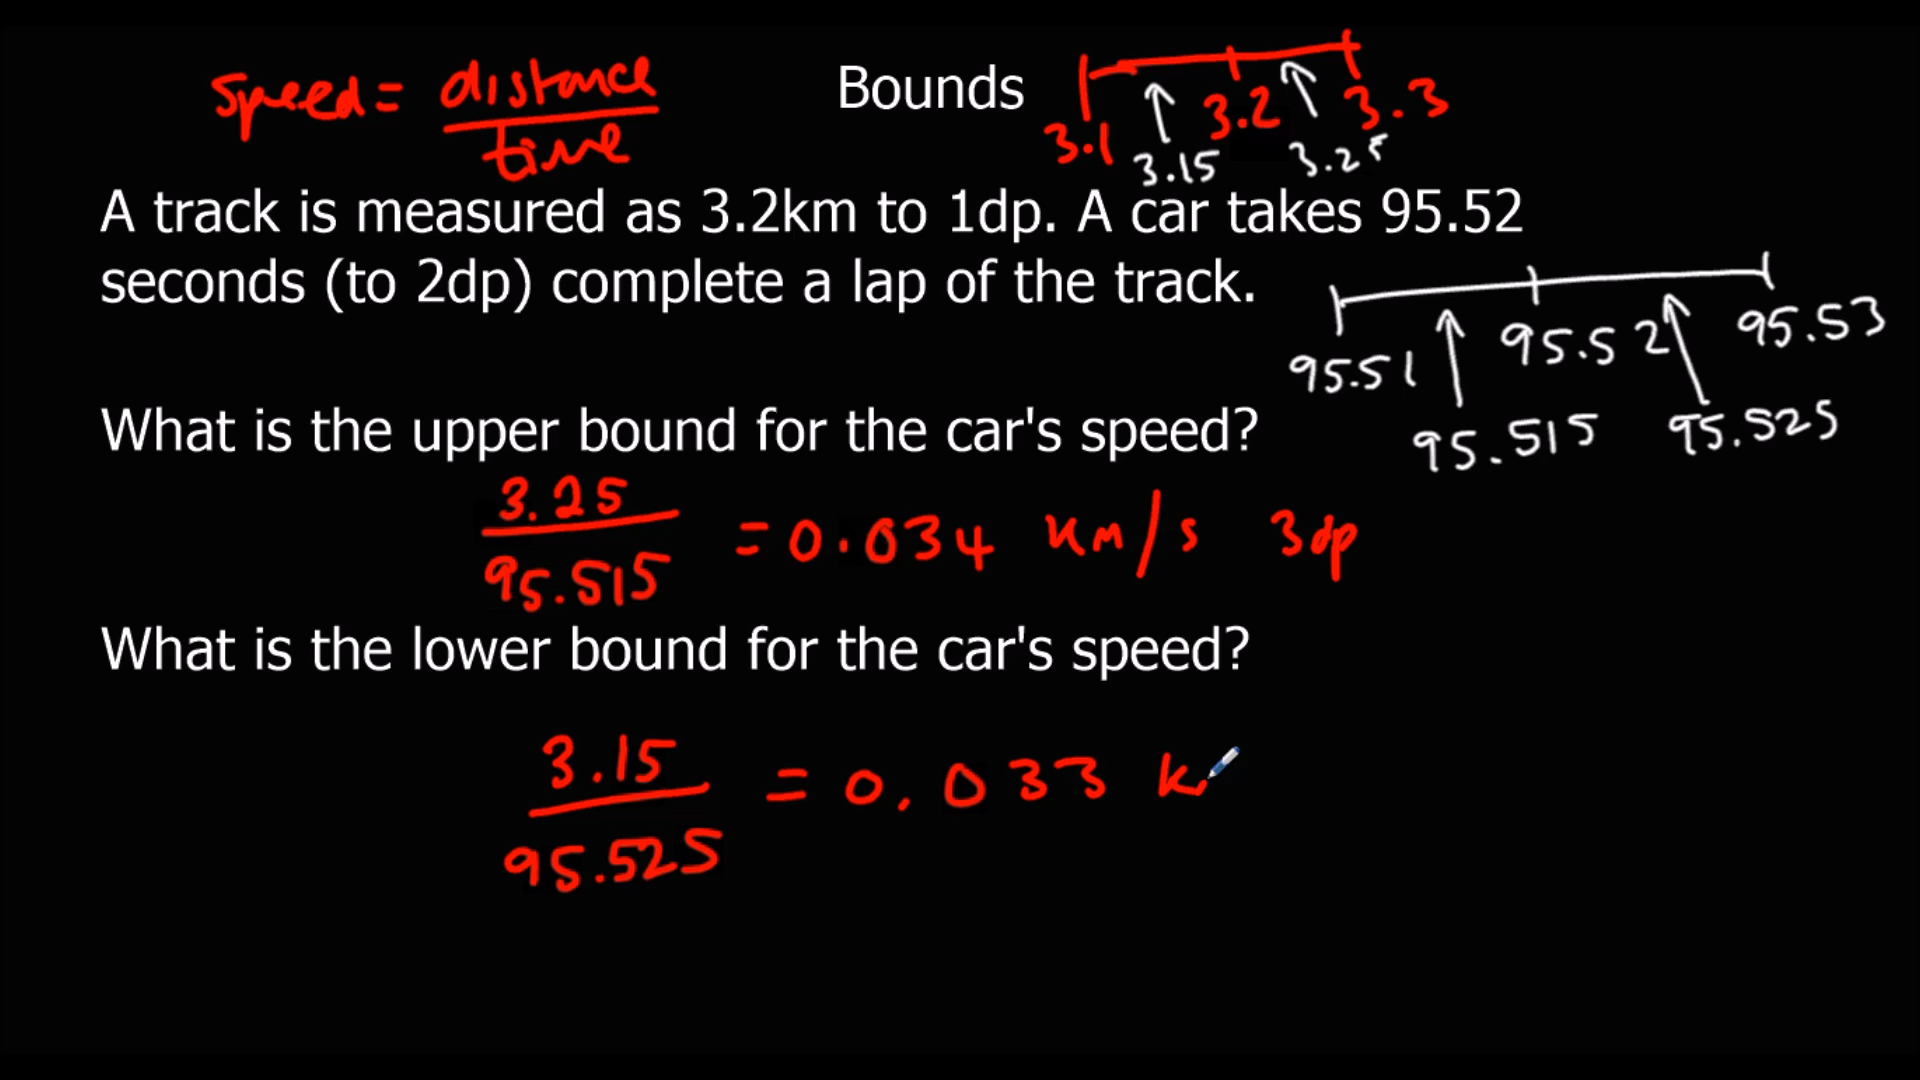 speed = distance / time
Bounds
3.1 3.2 3.3
3.15 3.25
A track is measured as 3.2km to 1dp. A car takes 95.52
seconds (to 2dp) complete a lap of the track.
95.51 95.52 95.53
95.515 95.525
What is the upper bound for the car's speed?
3.25 / 95.515 = 0.034 km/s 3dp
What is the lower bound for the car's speed?
3.15 / 95.525 = 0.033 k